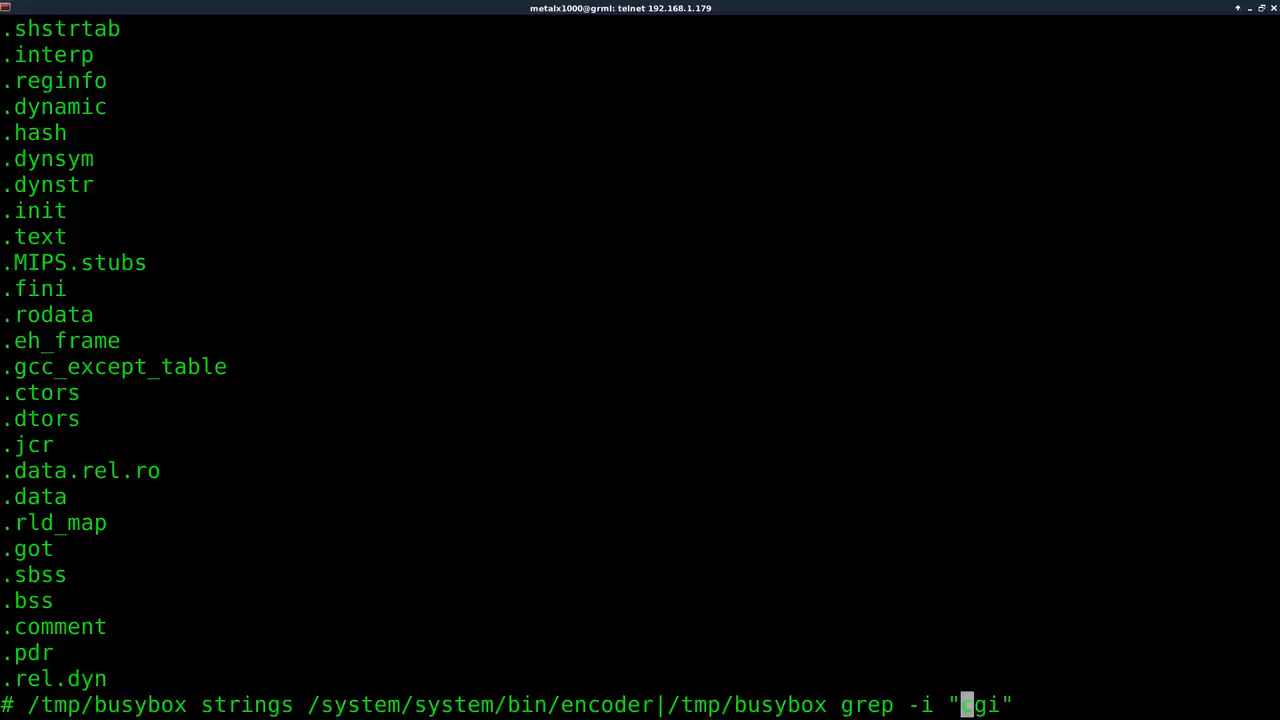 metalx1000@grml: telnet 192.168.1.179
.shstrtab
.interp
.reginfo
.dynamic
.hash
.dynsym
.dynstr
.init
.text
.MIPS.stubs
.fini
.rodata
.eh_frame
.gcc_except_table
.ctors
.dtors
.jcr
.data.rel.ro
.data
.rld_map
.got
.sbss
.bss
.comment
.pdr
.rel.dyn
# /tmp/busybox strings /system/system/bin/encoder|/tmp/busybox grep -i "cgi"